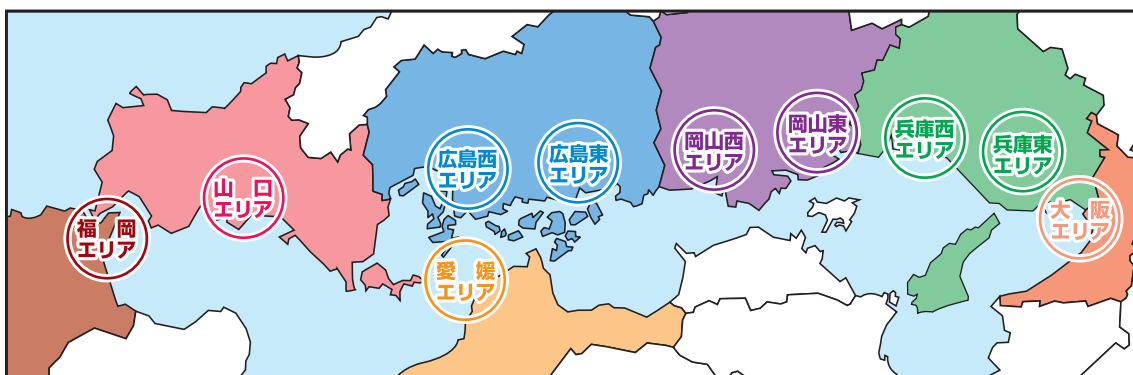 福 岡
エリア
山 口
エリア
広島西
エリア
広島東
エリア
愛 媛
エリア
岡山西
エリア
岡山東
エリア
兵庫西
エリア
兵庫東
エリア
大 阪
エリア